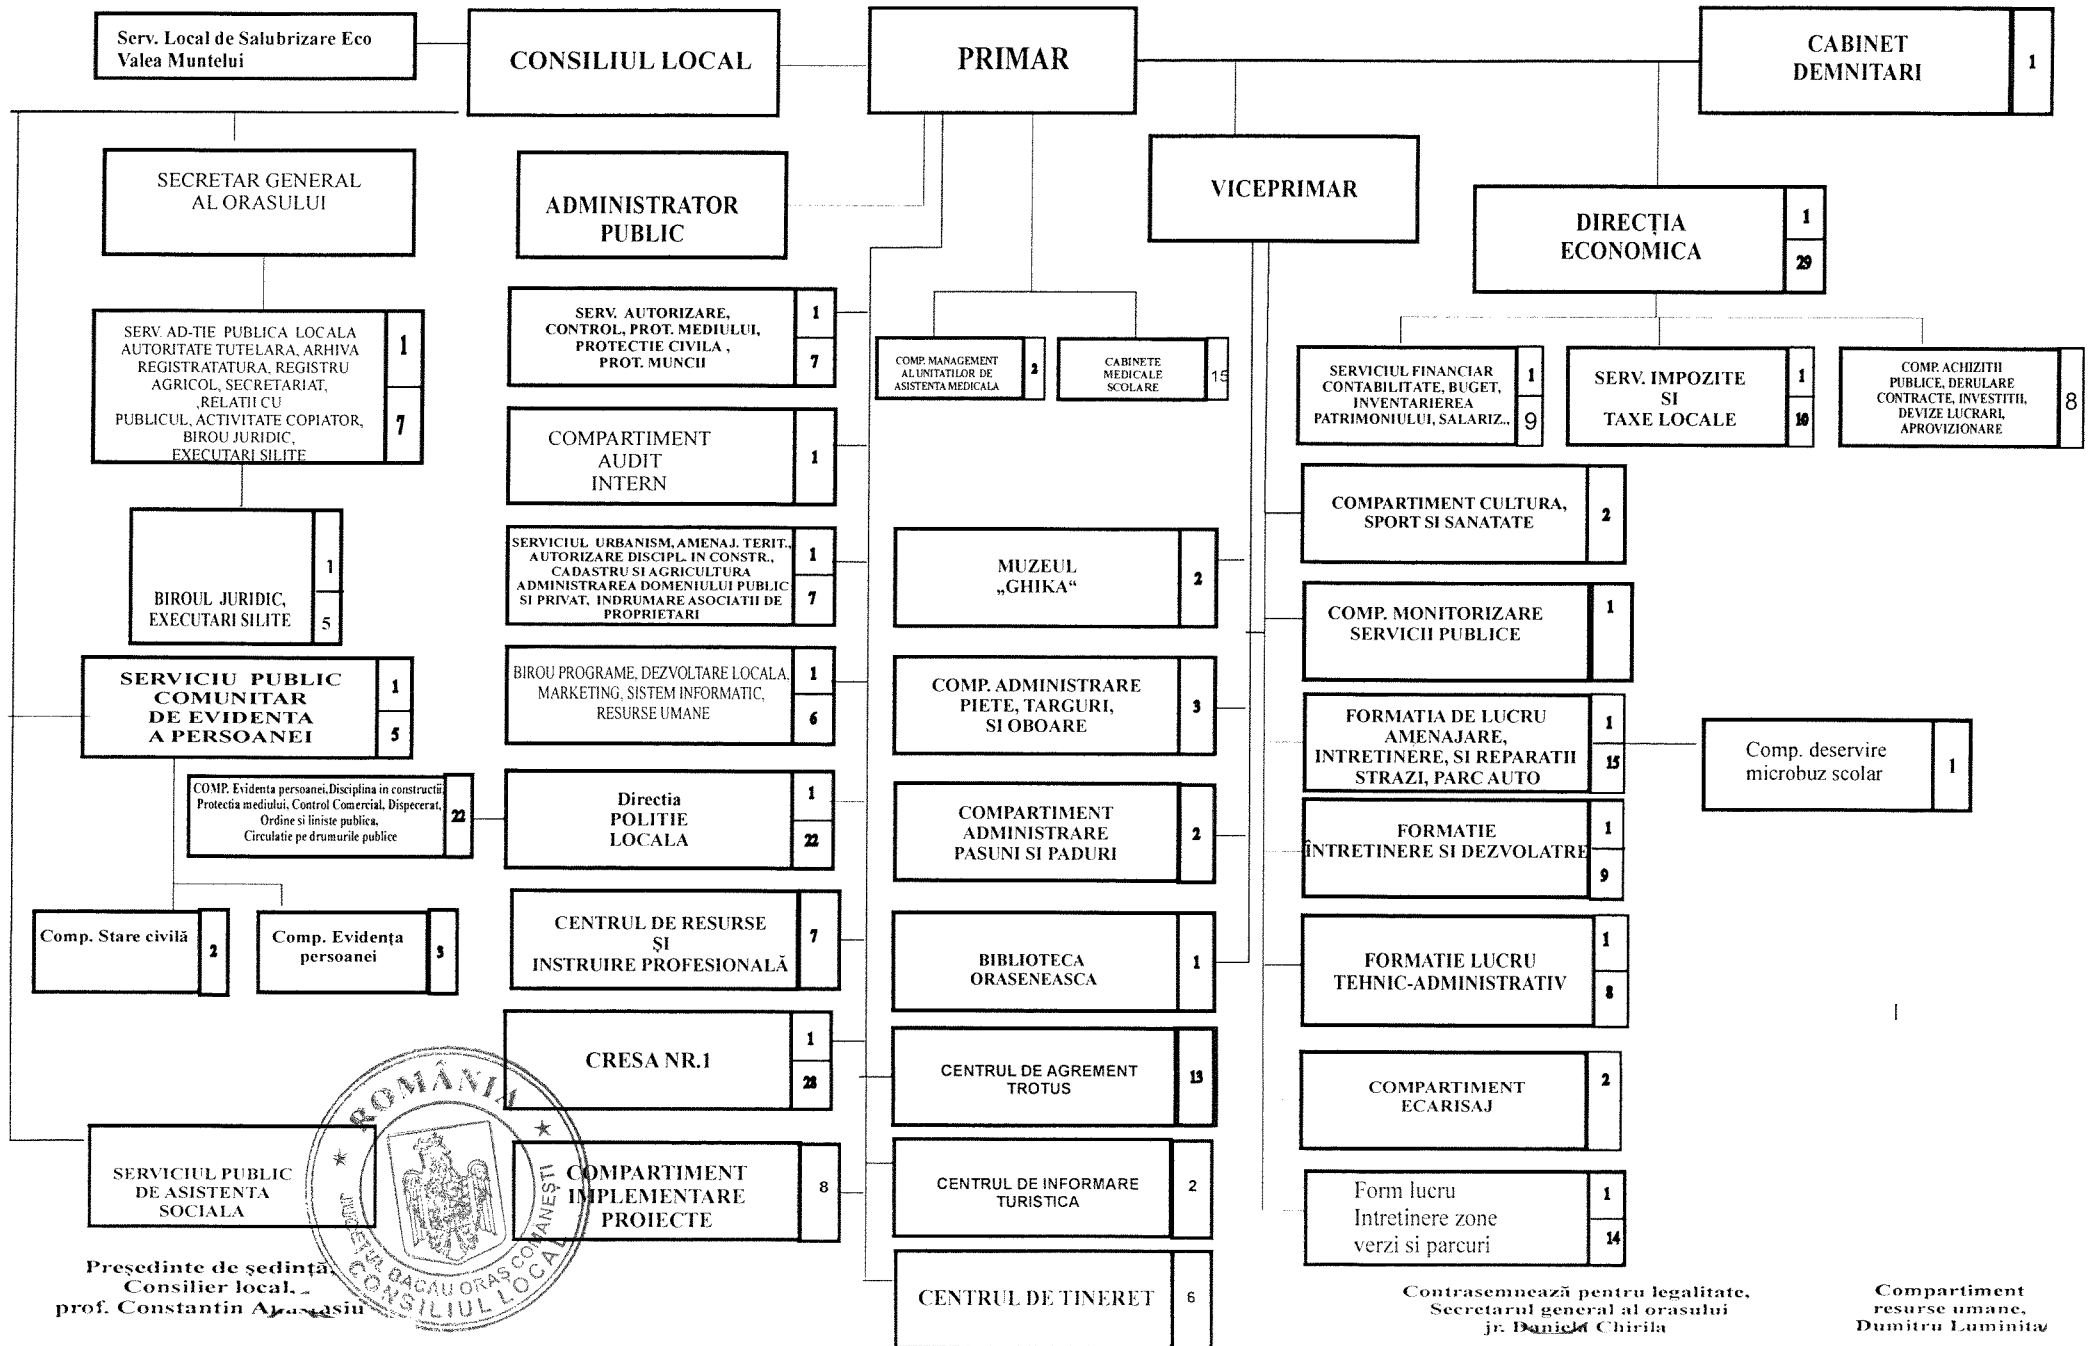 Serv. Local de Salubrizare Eco
Valea Muntelui
CONSILIUL LOCAL
PRIMAR
CABINET
DEMNITARI
1
SECRETAR GENERAL
AL ORASULUI
ADMINISTRATOR
PUBLIC
VICEPRIMAR
DIRECȚIA
ECONOMICA
1
29
SERV. AD-TIE PUBLICA LOCALA
AUTORITATE TUTELARA, ARHIVA
REGISTRATATURA, REGISTRU
AGRICOL, SECRETARIAT,
,RELATII CU
PUBLICUL, ACTIVITATE COPIATOR,
BIROU JURIDIC,
EXECUTARI SILITE
1
7
SERV. AUTORIZARE,
CONTROL, PROT. MEDIULUI,
PROTECTIE CIVILA ,
PROT. MUNCII
1
7
COMP. MANAGEMENT
AL UNITATILOR DE
ASISTENTA MEDICALA
2
CABINETE
MEDICALE
SCOLARE
15
SERVICIUL FINANCIAR
CONTABILITATE, BUGET,
INVENTARIEREA
PATRIMONIULUI, SALARIZ.,
1
9
SERV. IMPOZITE
SI
TAXE LOCALE
1
10
COMP. ACHIZITII
PUBLICE, DERULARE
CONTRACTE, INVESTITII,
DEVIZE LUCRARI,
APROVIZIONARE
8
COMPARTIMENT
AUDIT
INTERN
1
COMPARTIMENT CULTURA,
SPORT SI SANATATE
2
BIROUL JURIDIC,
EXECUTARI SILITE
1
5
SERVICIUL URBANISM, AMENAJ. TERIT.,
AUTORIZARE DISCIPL. IN CONSTR.,
CADASTRU SI AGRICULTURA
ADMINISTRAREA DOMENIULUI PUBLIC
SI PRIVAT, INDRUMARE ASOCIATII DE
PROPRIETARI
1
7
MUZEUL
„GHIKA“
2
COMP. MONITORIZARE
SERVICII PUBLICE
1
SERVICIU PUBLIC
COMUNITAR
DE EVIDENTA
A PERSOANEI
1
5
BIROU PROGRAME, DEZVOLTARE LOCALA,
MARKETING, SISTEM INFORMATIC,
RESURSE UMANE
1
6
COMP. ADMINISTRARE
PIETE, TARGURI,
SI OBOARE
3
FORMATIA DE LUCRU
AMENAJARE,
INTRETINERE, SI REPARATII
STRAZI, PARC AUTO
1
15
Comp. deservire
microbuz scolar
1
COMP. Evidenta persoanei,Disciplina in constructii,
Protectia mediului, Control Comercial, Dispecerat,
Ordine si liniste publica,
Circulatie pe drumurile publice
22
Directia
POLITIE
LOCALA
1
22
COMPARTIMENT
ADMINISTRARE
PASUNI SI PADURI
2
FORMATIE
ÎNTRETINERE SI DEZVOLATRE
1
9
Comp. Stare civilă
2
Comp. Evidența
persoanei
3
CENTRUL DE RESURSE
ȘI
INSTRUIRE PROFESIONALĂ
7
BIBLIOTECA
ORASENEASCA
1
FORMATIE LUCRU
TEHNIC-ADMINISTRATIV
1
8
CRESA NR.1
1
28
CENTRUL DE AGREMENT
TROTUS
13
COMPARTIMENT
ECARISAJ
2
SERVICIUL PUBLIC
DE ASISTENTA
SOCIALA
ROMÂNIA
JUDEȚUL BACĂU ORAȘ COMĂNEȘTI
CONSILIUL LOCAL
COMPARTIMENT
IMPLEMENTARE
PROIECTE
8
CENTRUL DE INFORMARE
TURISTICA
2
Form lucru
Intretinere zone
verzi si parcuri
1
14
CENTRUL DE TINERET
6
Președinte de ședință,
Consilier local,
prof. Constantin
Contrasemnează pentru legalitate,
Secretarul general al orasului
jr. Daniela Chirila
Compartiment
resurse umane,
Dumitru Luminita